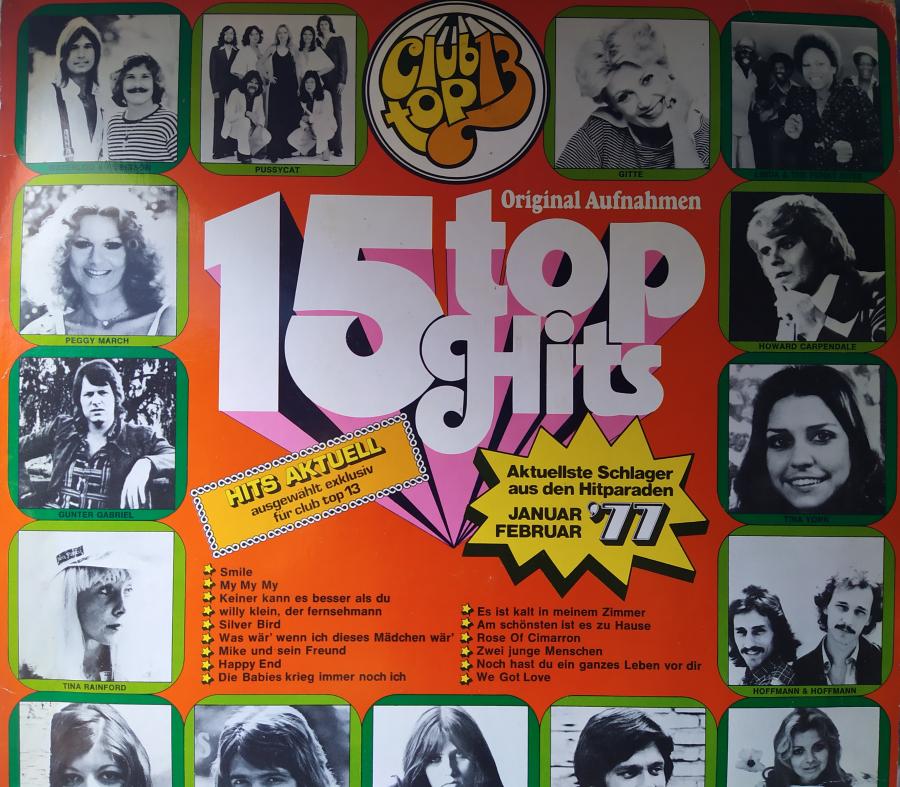 Club
top 13
PUSSYCAT
GITTE
LINDA & THE FUNKY BOYS
PEGGY MARCH
Original Aufnahmen
15 top
Hits
HOWARD CARPENDALE
GUNTER GABRIEL
HITS AKTUELL
ausgewählt exklusiv
für club top 13
Aktuellste Schlager
aus den Hitparaden
JANUAR
FEBRUAR '77
TINA YORK
Smile
My My My
Keiner kann es besser als du
willy klein, der fernsehmann
Silver Bird
Was wär' wenn ich dieses Mädchen wär'
Mike und sein Freund
Happy End
Die Babies krieg immer noch ich
Es ist kalt in meinem Zimmer
Am schönsten ist es zu Hause
Rose Of Cimarron
Zwei junge Menschen
Noch hast du ein ganzes Leben vor dir
We Got Love
TINA RAINFORD
HOFFMANN & HOFFMANN